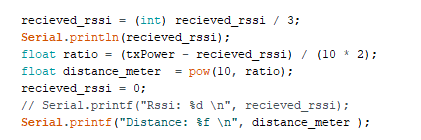 recieved_rssi = (int) recieved_rssi / 3;
Serial.println(recieved_rssi);
float ratio = (txPower - recieved_rssi) / (10 * 2);
float distance_meter  = pow(10, ratio);
recieved_rssi = 0;
// Serial.printf("Rssi: %d \n", recieved_rssi);
Serial.printf("Distance: %f \n", distance_meter );